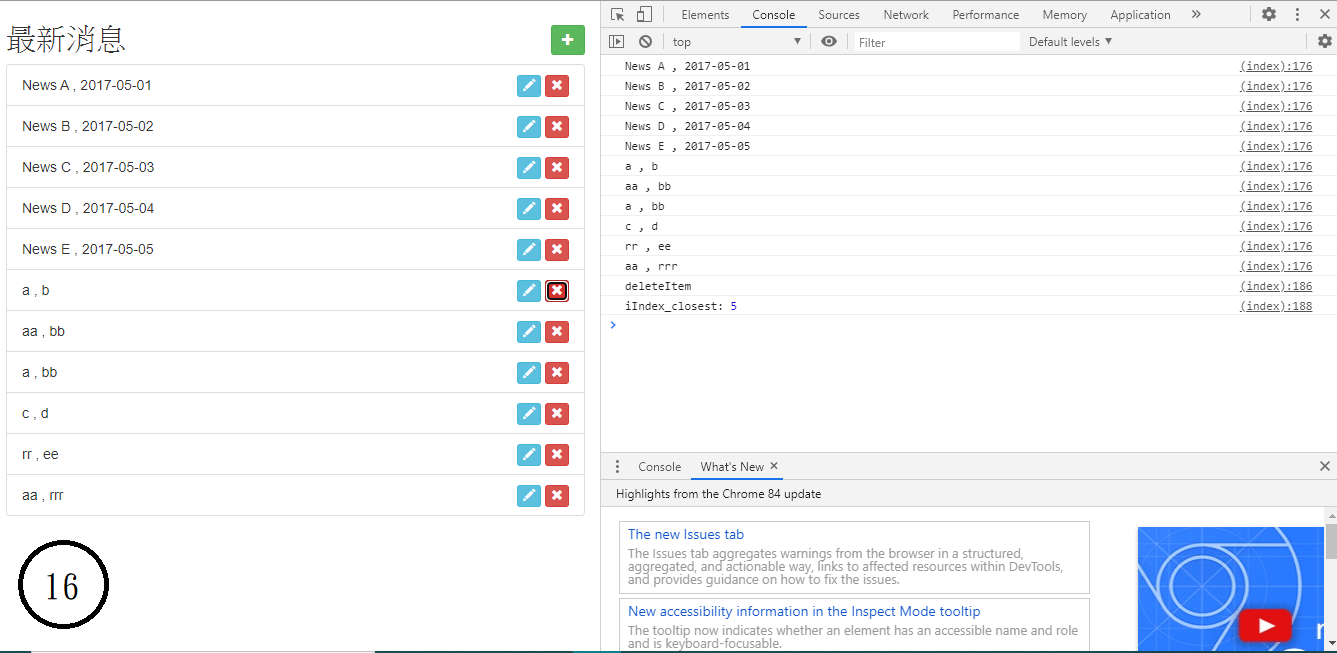 最新消息
News A , 2017-05-01
News B , 2017-05-02
News C , 2017-05-03
News D , 2017-05-04
News E , 2017-05-05
a , b
aa , bb
a , bb
c , d
rr , ee
aa , rrr
16
Elements Console Sources Network Performance Memory Application
top Filter Default levels
News A , 2017-05-01 (index):176
News B , 2017-05-02 (index):176
News C , 2017-05-03 (index):176
News D , 2017-05-04 (index):176
News E , 2017-05-05 (index):176
a , b (index):176
aa , bb (index):176
a , bb (index):176
c , d (index):176
rr , ee (index):176
aa , rrr (index):176
deleteItem (index):186
iIndex_closest: 5 (index):188
Console What's New
Highlights from the Chrome 84 update
The new Issues tab
The Issues tab aggregates warnings from the browser in a structured,
aggregated, and actionable way, links to affected resources within DevTools,
and provides guidance on how to fix the issues.
New accessibility information in the Inspect Mode tooltip
The tooltip now indicates whether an element has an accessible name and role
and is keyboard-focusable.